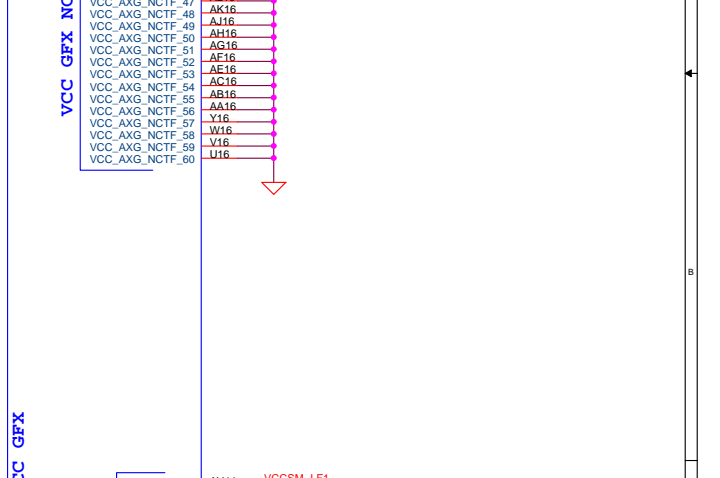 VCC_AXG_NCTF_47
VCC_AXG_NCTF_48 AK16
VCC_AXG_NCTF_49 AJ16
VCC_AXG_NCTF_50 AH16
VCC_AXG_NCTF_51 AG16
VCC_AXG_NCTF_52 AF16
VCC_AXG_NCTF_53 AE16
VCC_AXG_NCTF_54 AC16
VCC_AXG_NCTF_55 AB16
VCC_AXG_NCTF_56 AA16
VCC_AXG_NCTF_57 Y16
VCC_AXG_NCTF_58 W16
VCC_AXG_NCTF_59 V16
VCC_AXG_NCTF_60 U16
VCC GFX
B
GFX
VCCSM_LF1